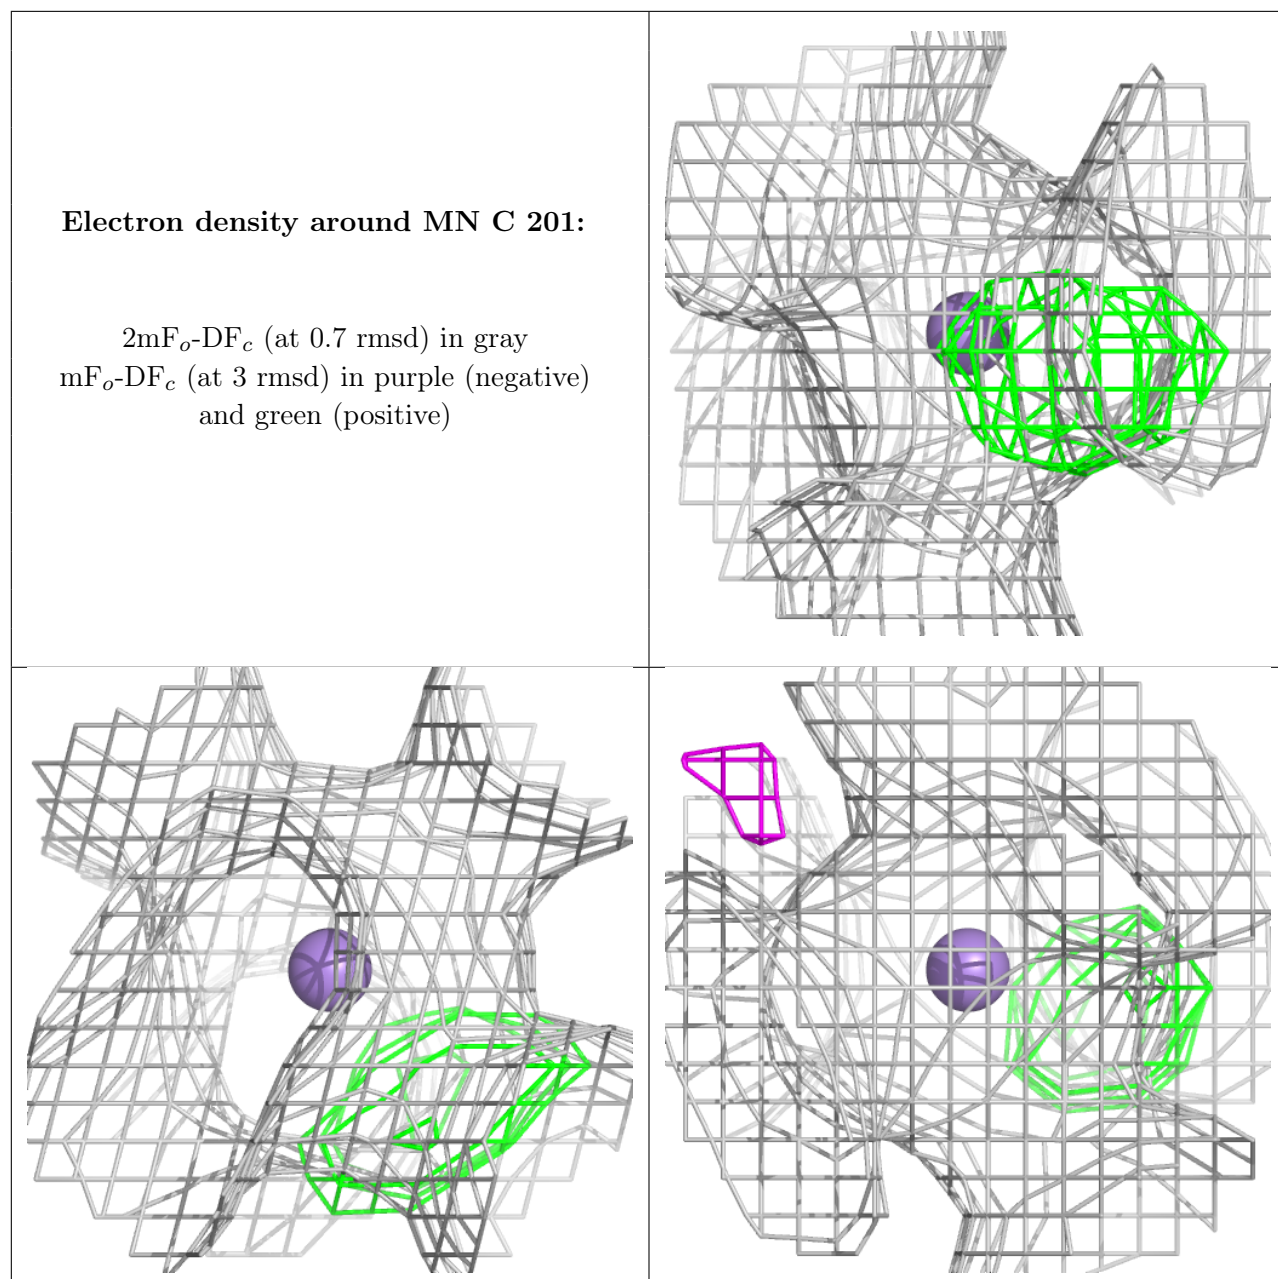 Electron density around MN C 201:
2mFo-DFc (at 0.7 rmsd) in gray
mFo-DFc (at 3 rmsd) in purple (negative)
and green (positive)